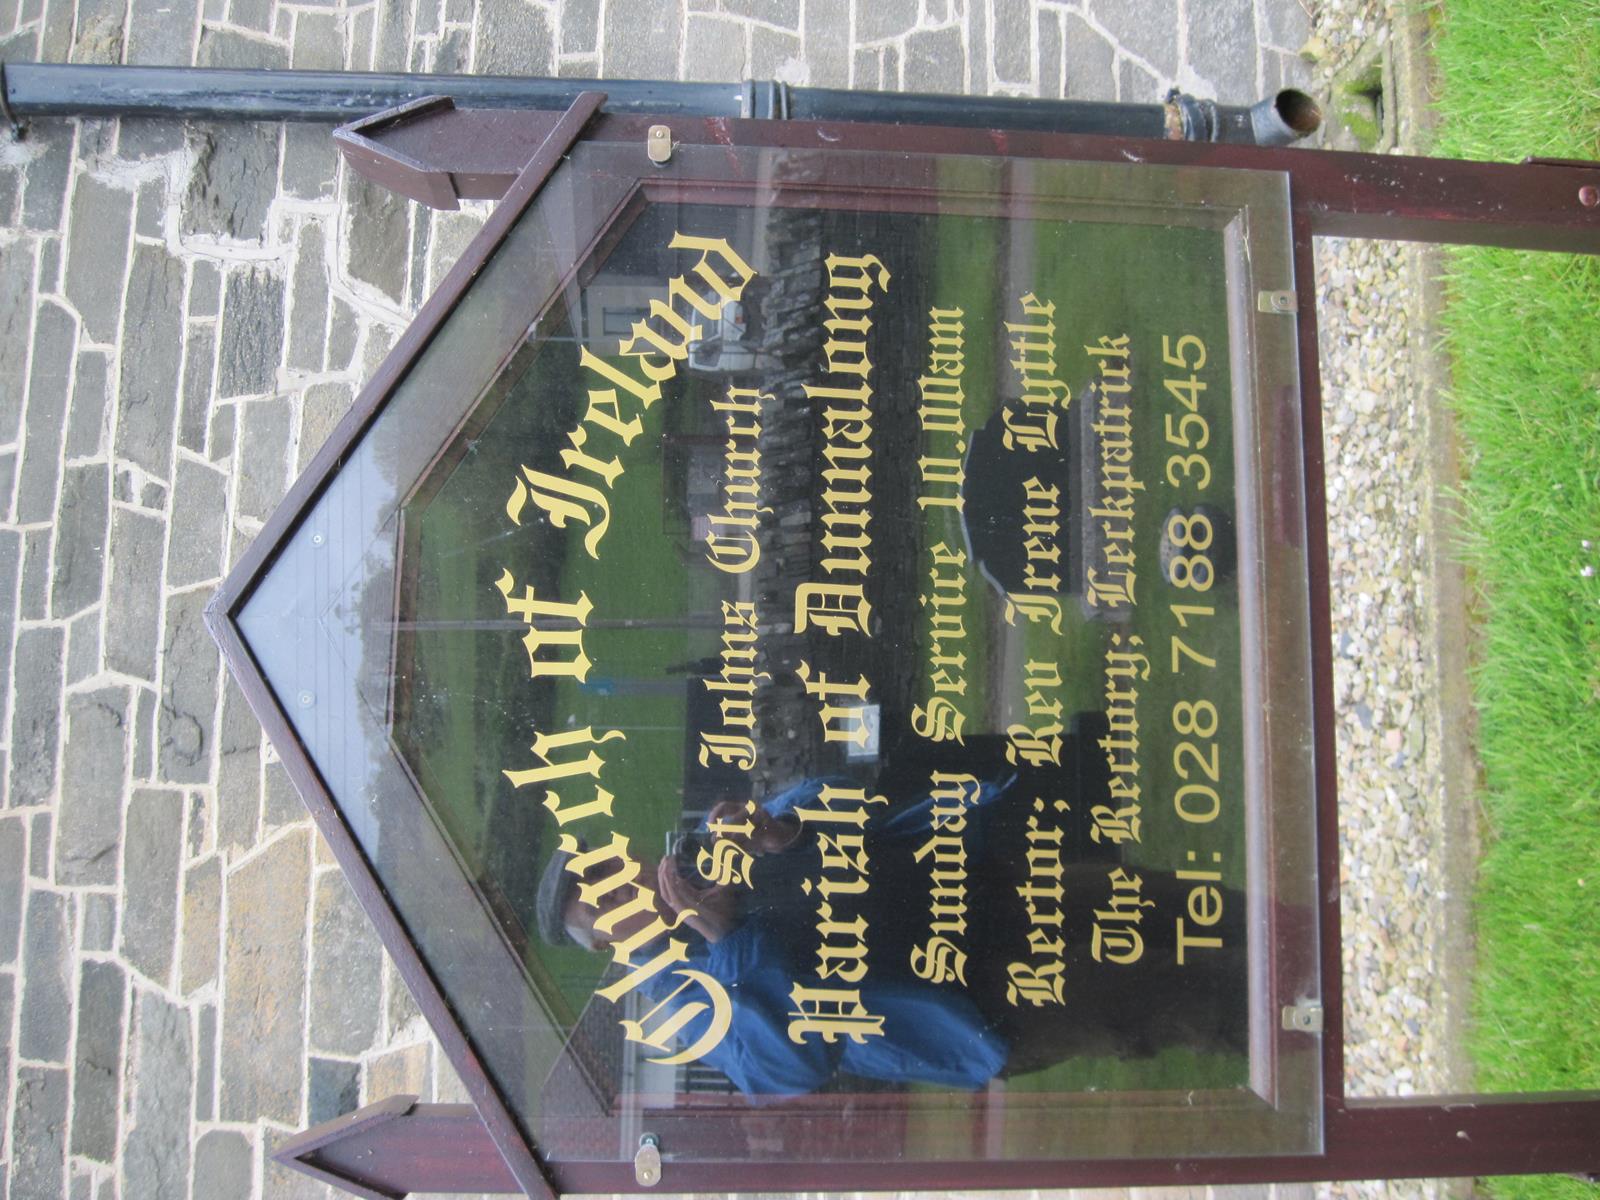 Church of Ireland
St. Johns Church
Parish of Dunnalong
Sunday Service 10.00am
Rector; Rev Irene Lyttle
The Rectory; Leckpatrick
Tel: 028 7188 3545